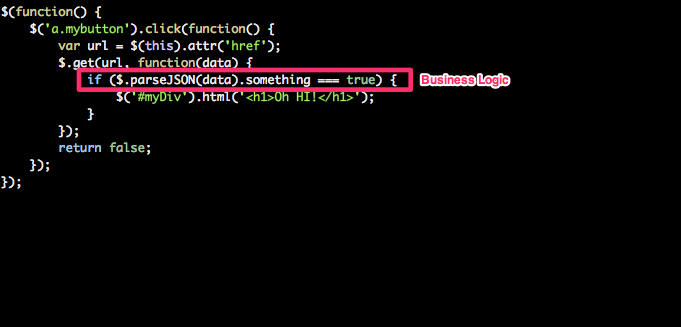 $(function() {
$('a.mybutton').click(function() {
var url = $(this).attr('href');
$.get(url, function(data) {
if ($.parseJSON(data).something === true) {
Business Logic
$('#myDiv').html('<h1>Oh HI!</h1>');
}
});
return false;
});
});